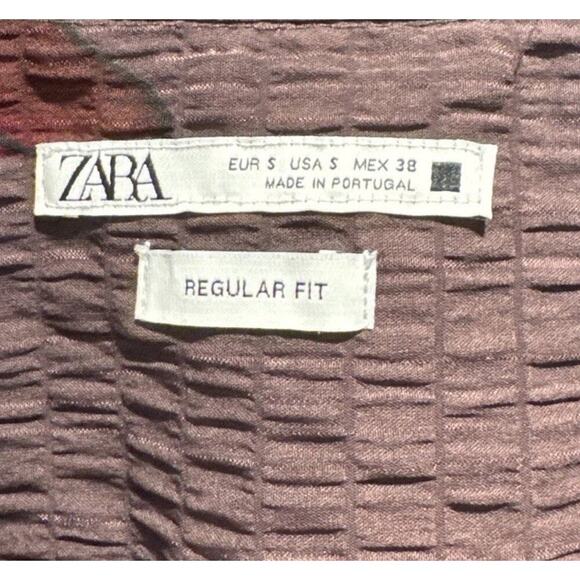 ZARA
EUR S USA S MEX 38
MADE IN PORTUGAL
REGULAR FIT